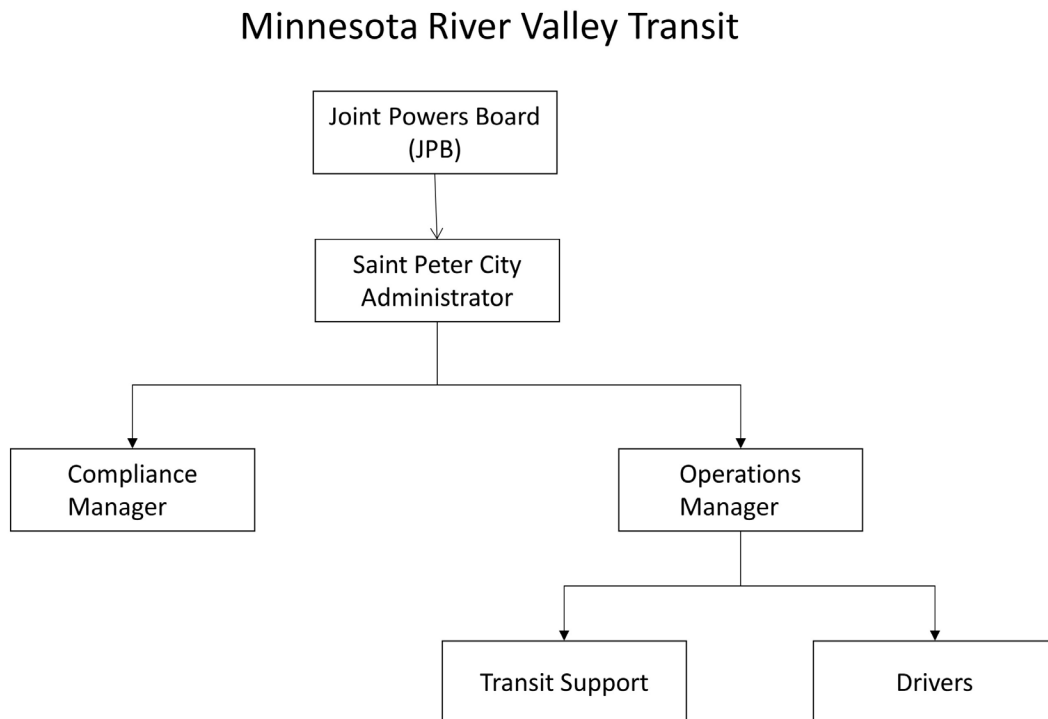 Minnesota River Valley Transit
Joint Powers Board
(JPB)
Saint Peter City
Administrator
Compliance
Manager
Operations
Manager
Transit Support
Drivers